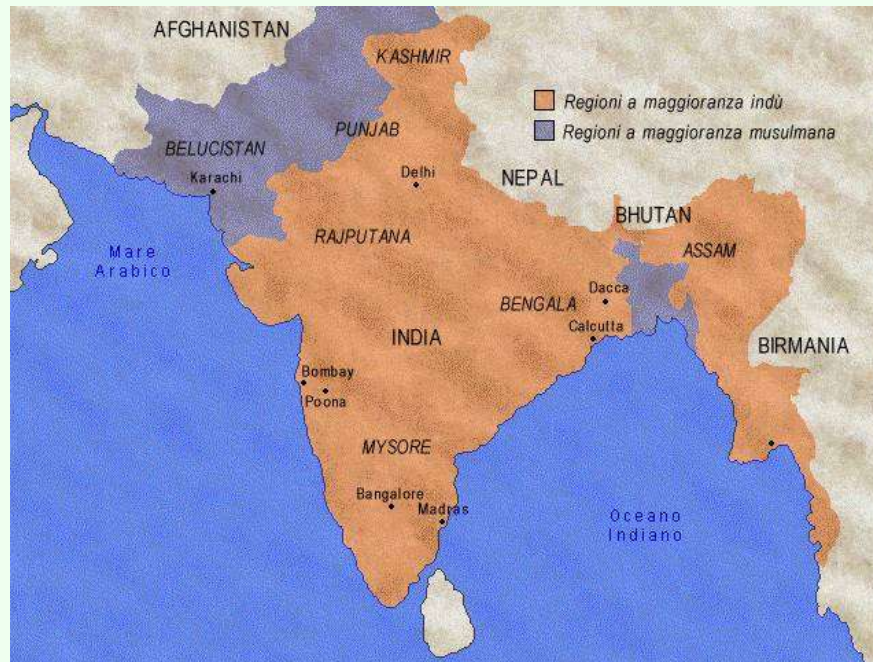 AFGHANISTAN
KASHMIR
Regioni a maggioranza indù
Regioni a maggioranza musulmana
PUNJAB
BELUCISTAN
Karachi
Delhi
NEPAL
BHUTAN
RAJPUTANA
ASSAM
Mare
Arabico
Dacca
BENGALA
Calcutta
INDIA
BIRMANIA
Bombay
Poona
MYSORE
Bangalore
Madras
Oceano
Indiano